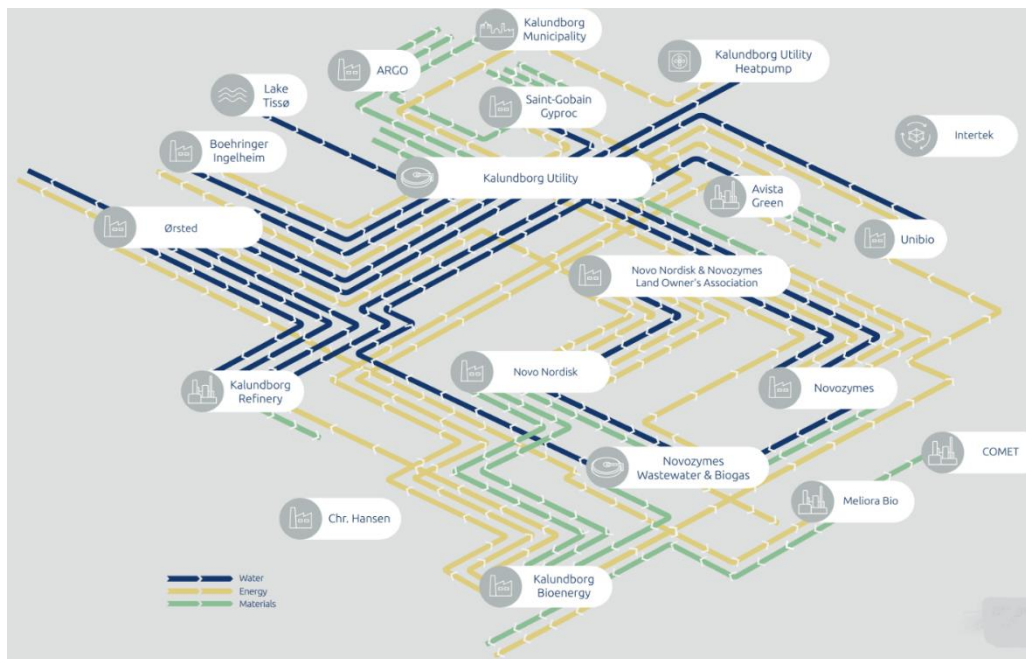 Kalundborg
Municipality
ARGO
Kalundborg Utility
Heatpump
Lake
Tissø
Saint-Gobain
Gyproc
Intertek
Boehringer
Ingelheim
Kalundborg Utility
Avista
Green
Ørsted
Unibio
Novo Nordisk & Novozymes
Land Owner's Association
Novo Nordisk
Kalundborg
Refinery
Novozymes
COMET
Novozymes
Wastewater & Biogas
Meliora Bio
Chr. Hansen
Kalundborg
Bioenergy
Water
Energy
Materials